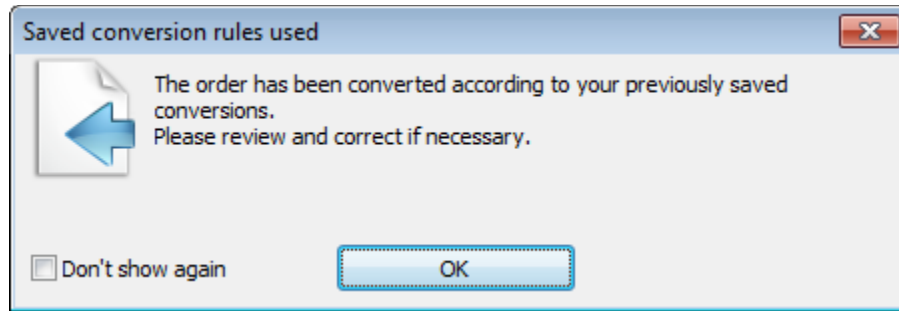 Saved conversion rules used
The order has been converted according to your previously saved
conversions.
Please review and correct if necessary.
Don't show again
OK